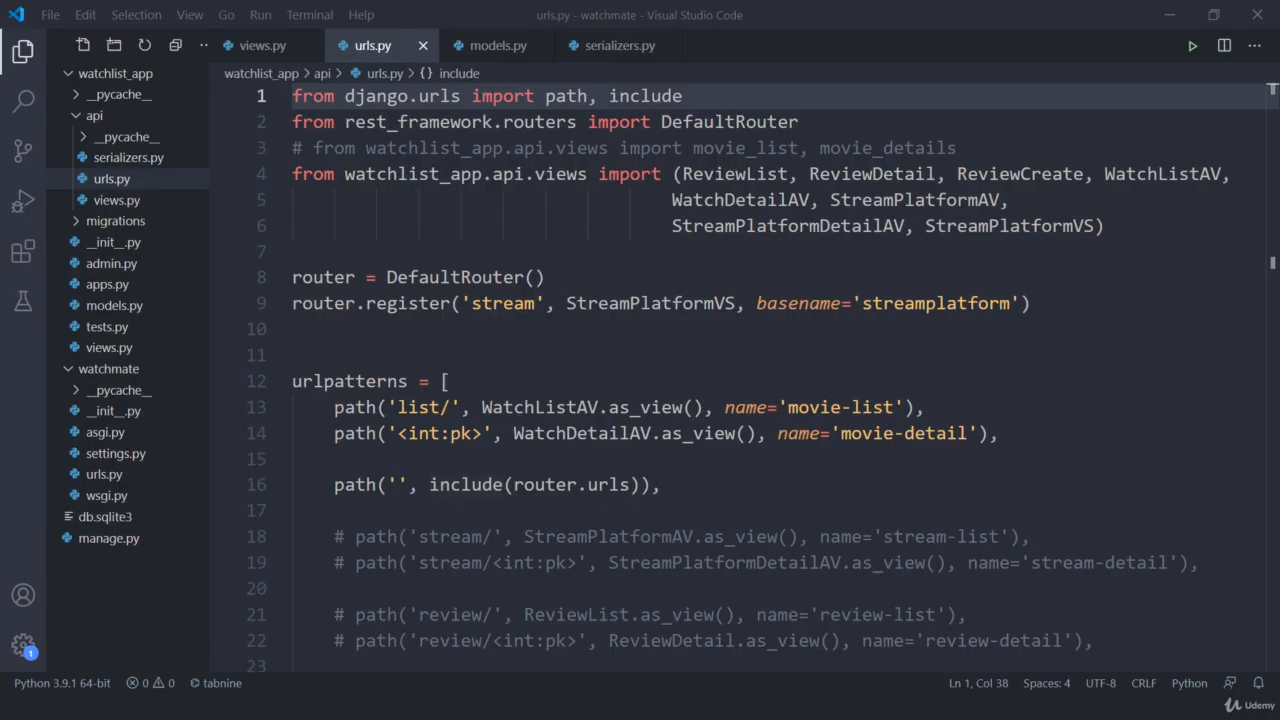 File Edit Selection View Go Run Terminal Help
urls.py - watchmate - Visual Studio Code
views.py
urls.py
models.py
serializers.py
watchlist_app > api > urls.py > {} include
watchlist_app
__pycache__
api
__pycache__
serializers.py
urls.py
views.py
migrations
__init__.py
admin.py
apps.py
models.py
tests.py
views.py
watchmate
__pycache__
__init__.py
asgi.py
settings.py
urls.py
wsgi.py
db.sqlite3
manage.py
1 from django.urls import path, include
2 from rest_framework.routers import DefaultRouter
3 # from watchlist_app.api.views import movie_list, movie_details
4 from watchlist_app.api.views import (ReviewList, ReviewDetail, ReviewCreate, WatchListAV,
5 WatchDetailAV, StreamPlatformAV,
6 StreamPlatformDetailAV, StreamPlatformVS)
7
8 router = DefaultRouter()
9 router.register('stream', StreamPlatformVS, basename='streamplatform')
10
11
12 urlpatterns = [
13 path('list/', WatchListAV.as_view(), name='movie-list'),
14 path('<int:pk>', WatchDetailAV.as_view(), name='movie-detail'),
15
16 path('', include(router.urls)),
17
18 # path('stream/', StreamPlatformAV.as_view(), name='stream-list'),
19 # path('stream/<int:pk>', StreamPlatformDetailAV.as_view(), name='stream-detail'),
20
21 # path('review/', ReviewList.as_view(), name='review-list'),
22 # path('review/<int:pk>', ReviewDetail.as_view(), name='review-detail'),
23
1
Python 3.9.1 64-bit 0 0 tabnine Ln 1, Col 38 Spaces: 4 UTF-8 CRLF Python
Udemy